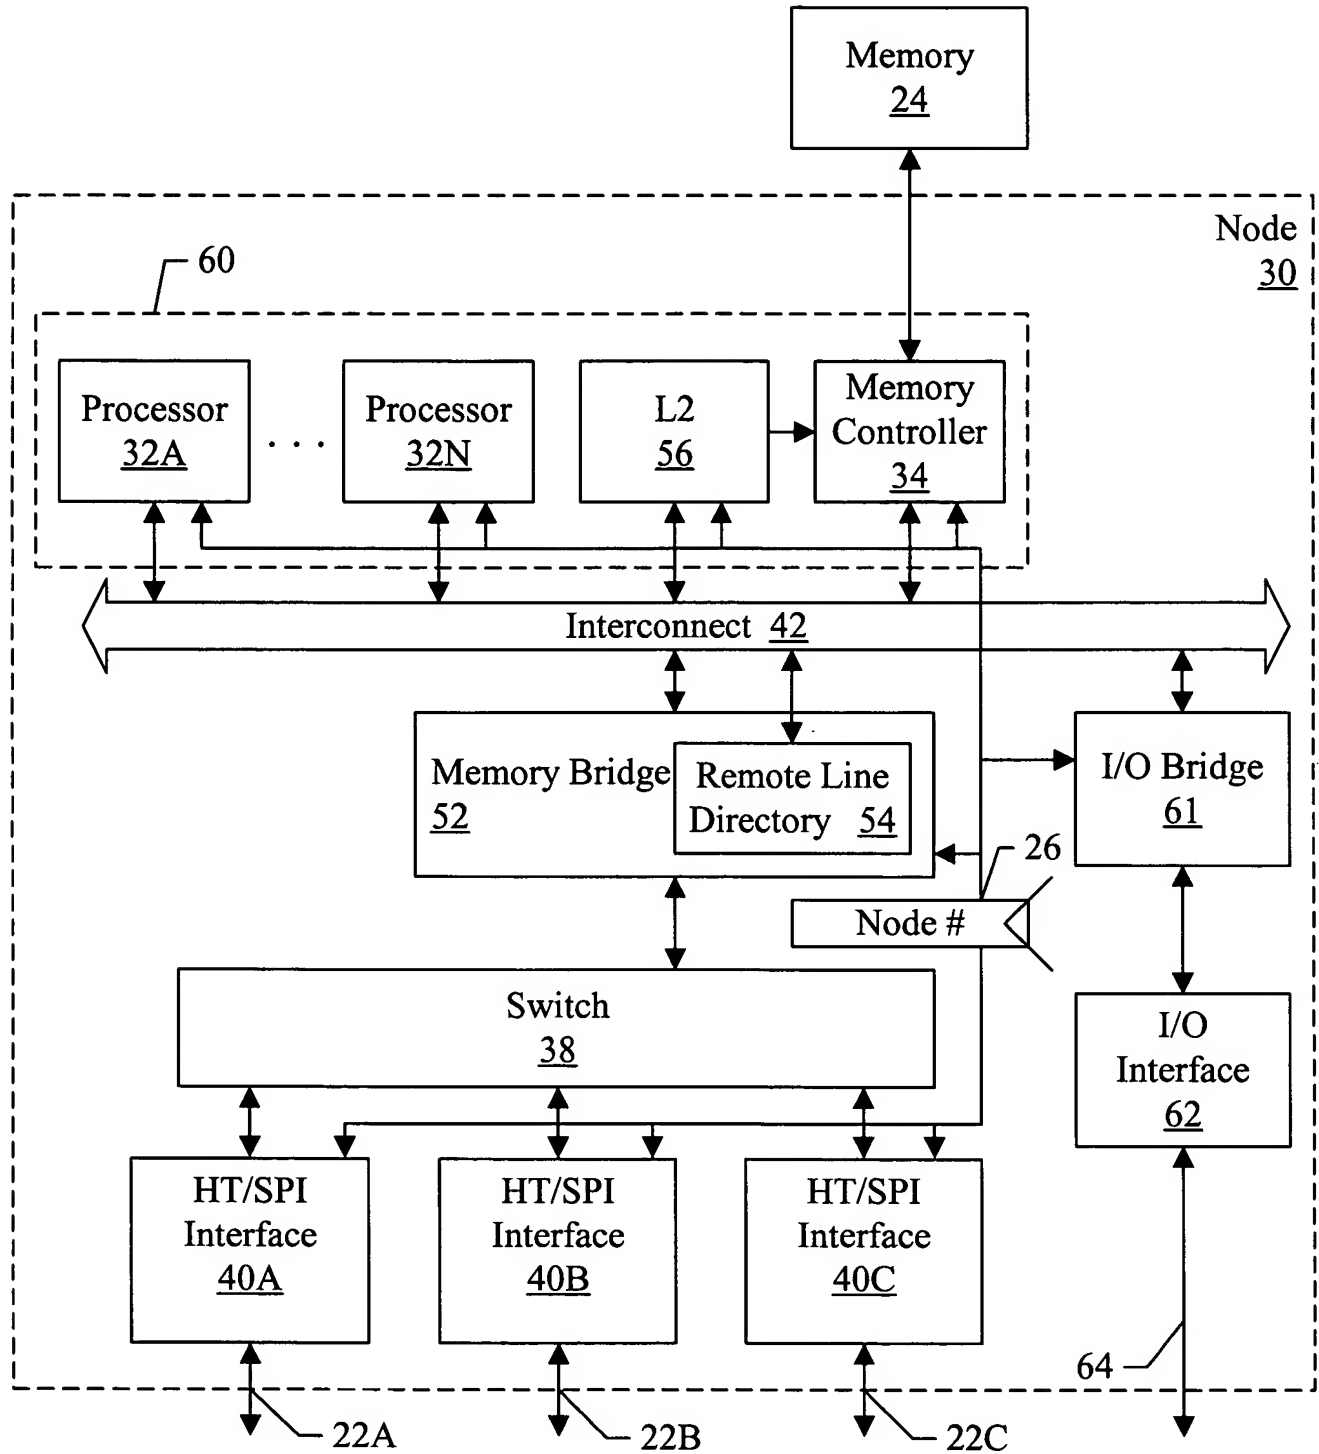 Memory
24
Node
30
60
Processor
32A
. . .
Processor
32N
L2
56
Memory
Controller
34
Interconnect 42
Memory Bridge
52
Remote Line
Directory 54
I/O Bridge
61
26
Node #
Switch
38
I/O
Interface
62
HT/SPI
Interface
40A
HT/SPI
Interface
40B
HT/SPI
Interface
40C
64
22A
22B
22C